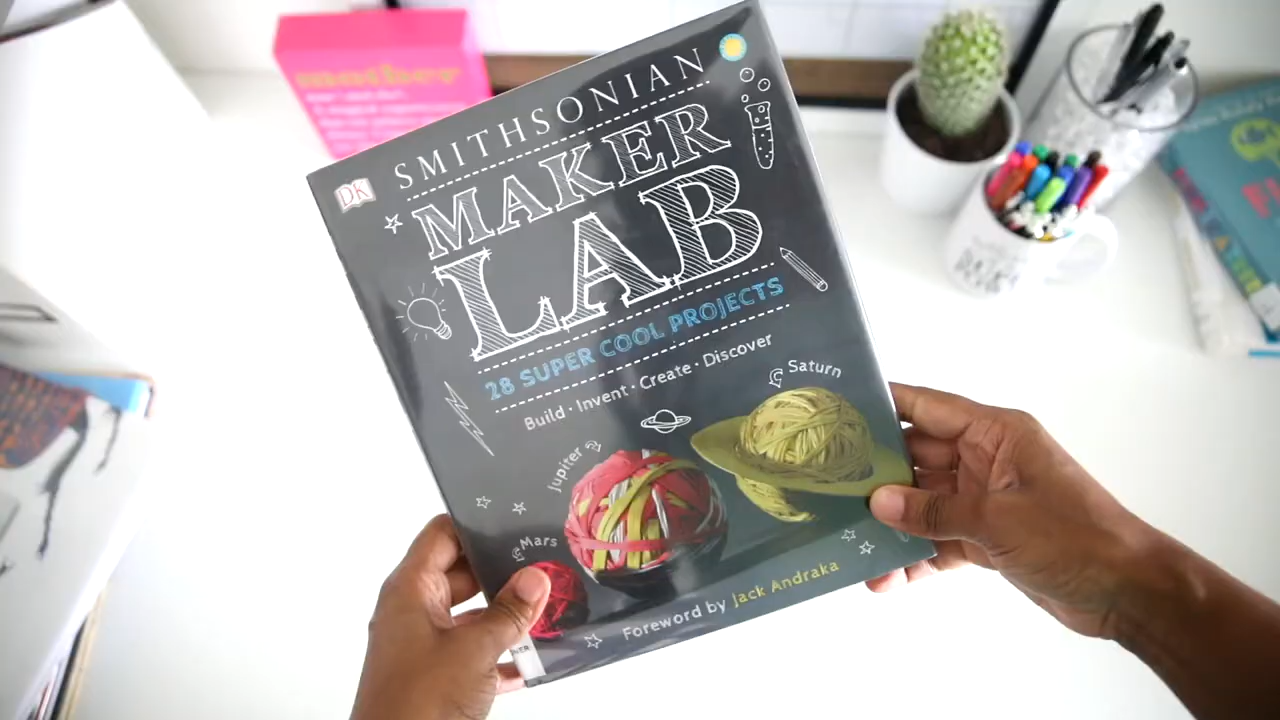 SMITHSONIAN
DK
MAKER
LAB
28 SUPER COOL PROJECTS
Build · Invent · Create · Discover
Saturn
Jupiter
Mars
Foreword by Jack Andraka